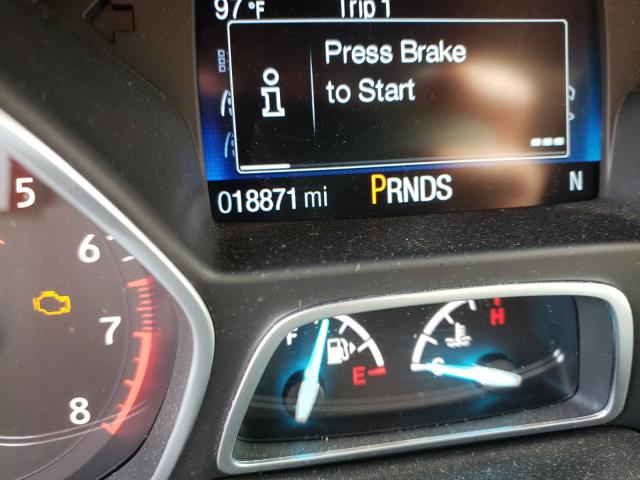 97 °F Trip 1
Press Brake
to Start
i
018871 mi PRNDS N
5
6
7
8
F
E
H
C